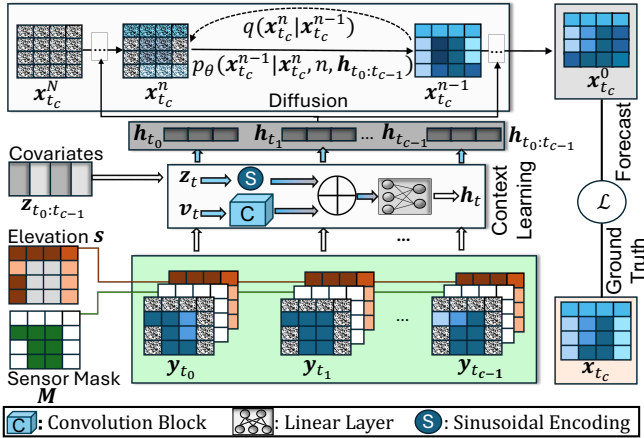 q(x_{t_c}^n|x_{t_c}^{n-1})
p_θ(x_{t_c}^{n-1}|x_{t_c}^n, n, h_{t_0:t_{c-1}})
x_{t_c}^N
x_{t_c}^n
x_{t_c}^{n-1}
x_{t_c}^0
Diffusion
Forecast
h_{t_0}
h_{t_1}
...
h_{t_{c-1}}
h_{t_0:t_{c-1}}
Covariates
z_{t_0:t_{c-1}}
z_t
S
v_t
C
h_t
Context
Learning
ℒ
Ground
Truth
...
Elevation s
Sensor Mask
M
...
y_{t_0}
y_{t_1}
y_{t_{c-1}}
x_{t_c}
C : Convolution Block
: Linear Layer
S : Sinusoidal Encoding